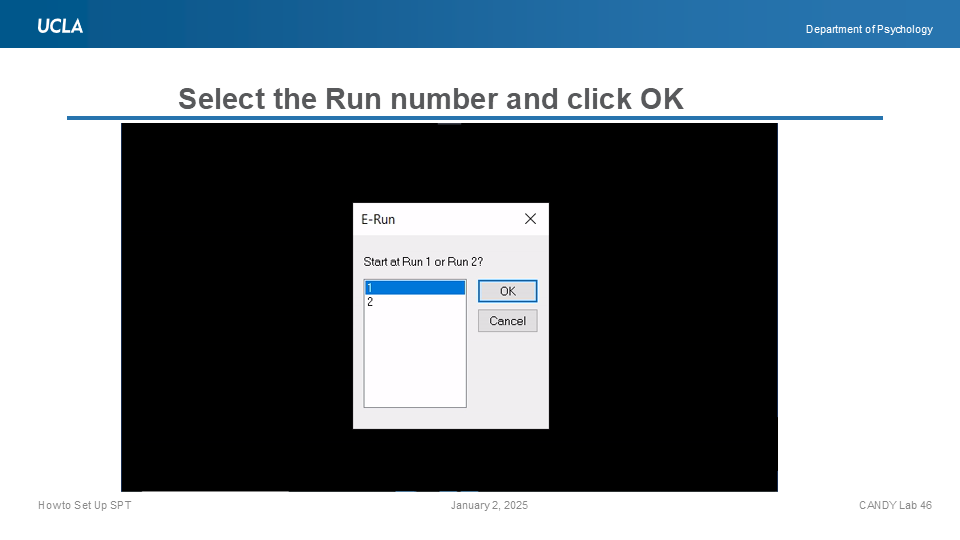 UCLA
Department of Psychology
Select the Run number and click OK
E-Run
Start at Run 1 or Run 2?
1
2
OK
Cancel
Howto Set Up SPT
January 2, 2025
CANDY Lab 46